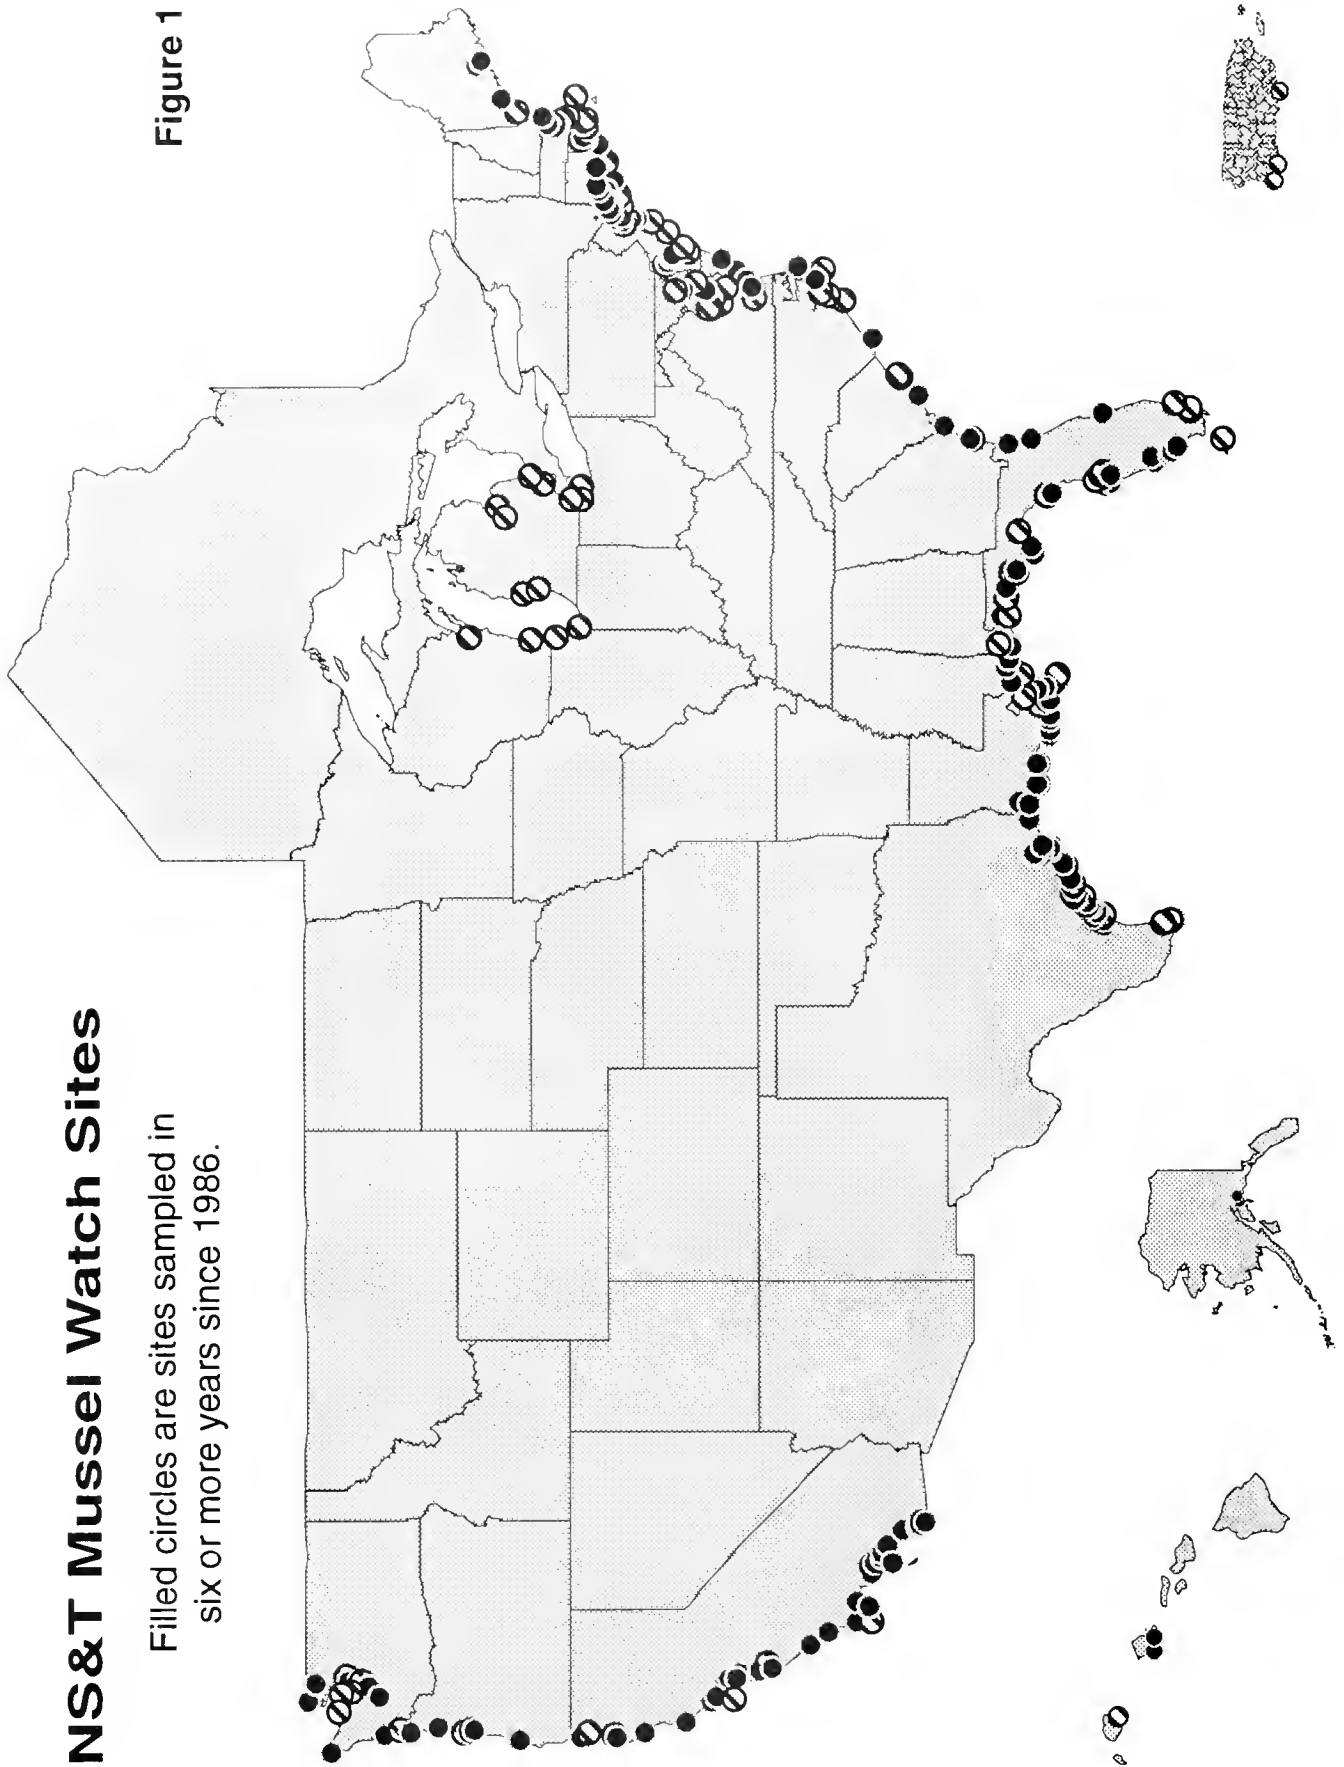 NS&T Mussel Watch Sites
Filled circles are sites sampled in
six or more years since 1986.
Figure 1